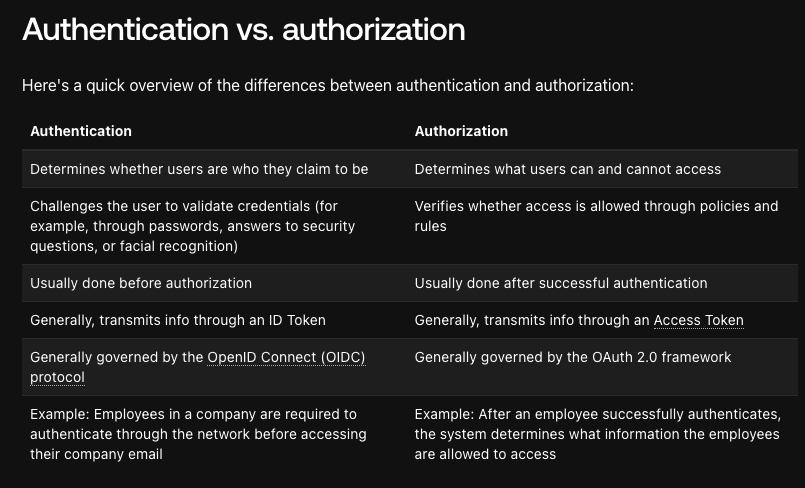 Authentication vs. authorization
Here's a quick overview of the differences between authentication and authorization:
Authentication
Authorization
Determines whether users are who they claim to be
Determines what users can and cannot access
Challenges the user to validate credentials (for
example, through passwords, answers to security
questions, or facial recognition)
Verifies whether access is allowed through policies and
rules
Usually done before authorization
Usually done after successful authentication
Generally, transmits info through an ID Token
Generally, transmits info through an Access Token
Generally governed by the OpenID Connect (OIDC)
protocol
Generally governed by the OAuth 2.0 framework
Example: Employees in a company are required to
authenticate through the network before accessing
their company email
Example: After an employee successfully authenticates,
the system determines what information the employees
are allowed to access